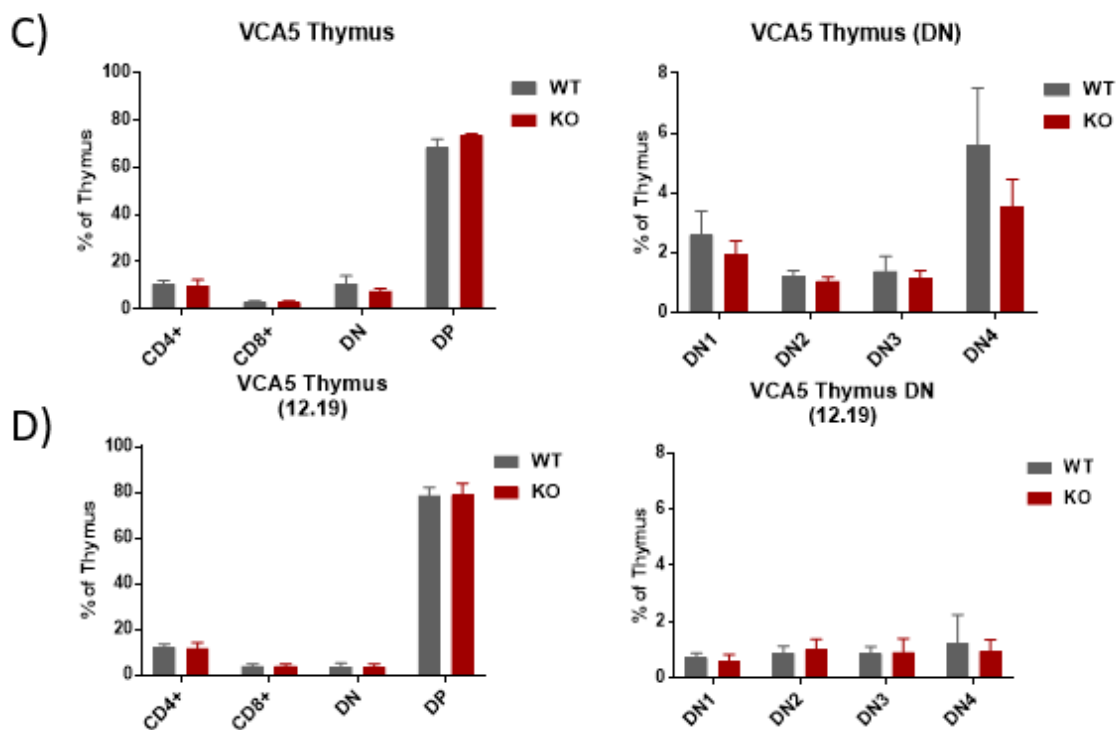 C)
VCA5 Thymus
% of Thymus
100
80
60
40
20
0
CD4+
CD8+
DN
DP
WT
KO
VCA5 Thymus (DN)
% of Thymus
8
6
4
2
0
DN1
DN2
DN3
DN4
WT
KO
D)
VCA5 Thymus
(12.19)
% of Thymus
100
80
60
40
20
0
CD4+
CD8+
DN
DP
WT
KO
VCA5 Thymus DN
(12.19)
% of Thymus
8
6
4
2
0
DN1
DN2
DN3
DN4
WT
KO